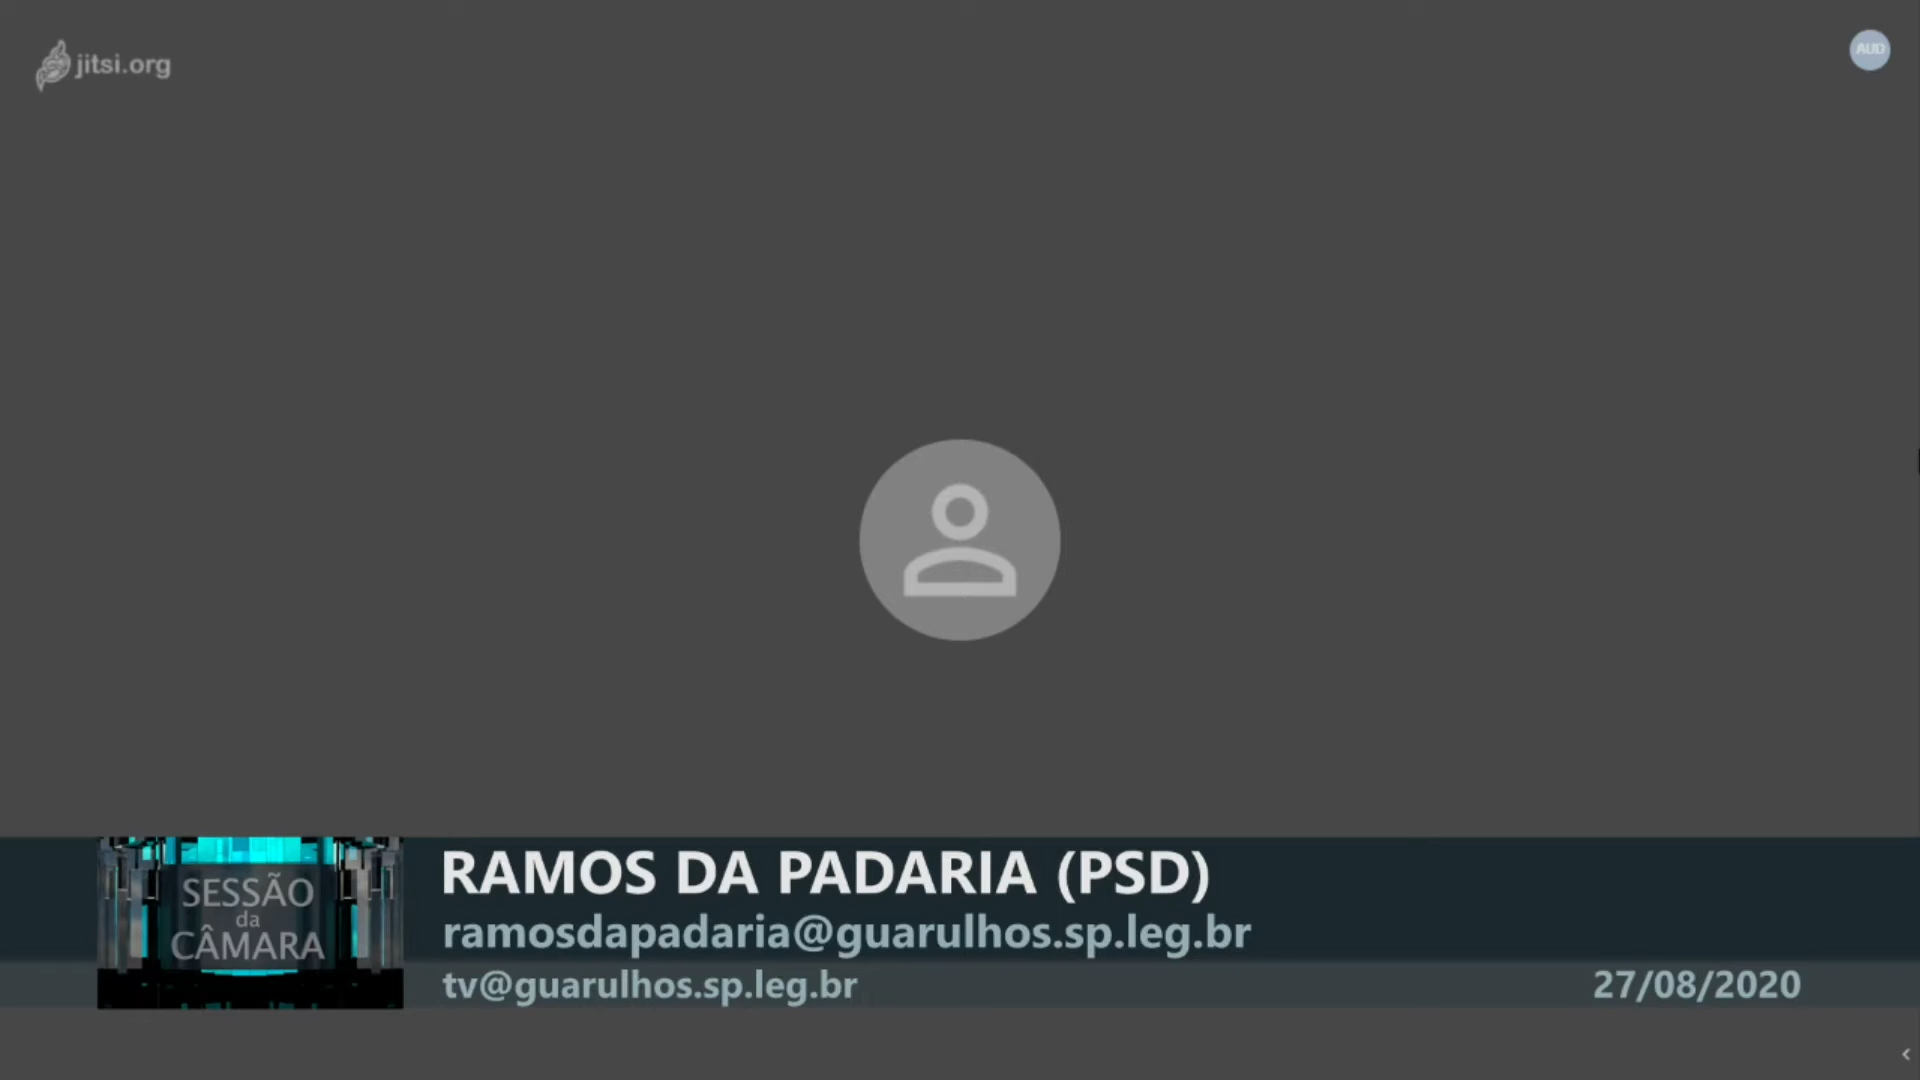 jitsi.org
AUD
SESSÃO
da
CÂMARA
RAMOS DA PADARIA (PSD)
ramosdapadaria@guarulhos.sp.leg.br
tv@guarulhos.sp.leg.br
27/08/2020